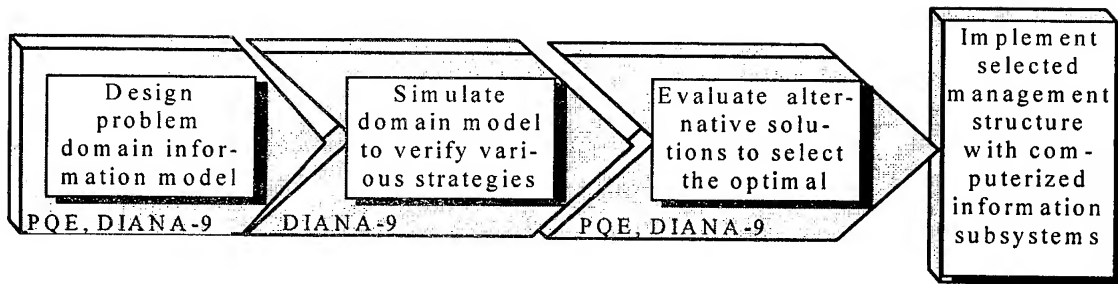 Design
problem
domain infor-
mation model
PQE, DIANA-9
Simulate
domain model
to verify vari-
ous strategies
DIANA-9
Evaluate alter-
native solu-
tions to select
the optimal
PQE, DIANA-9
Implement
selected
management
structure
with com-
puterized
information
subsystems